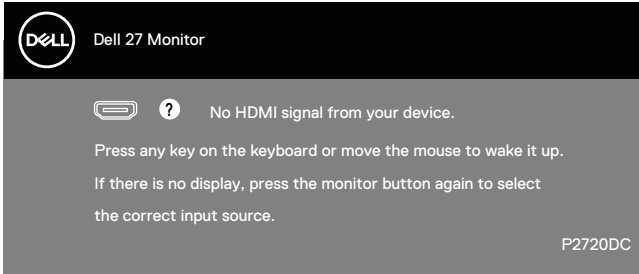 DELL
Dell 27 Monitor
? No HDMI signal from your device.
Press any key on the keyboard or move the mouse to wake it up.
If there is no display, press the monitor button again to select
the correct input source.
P2720DC